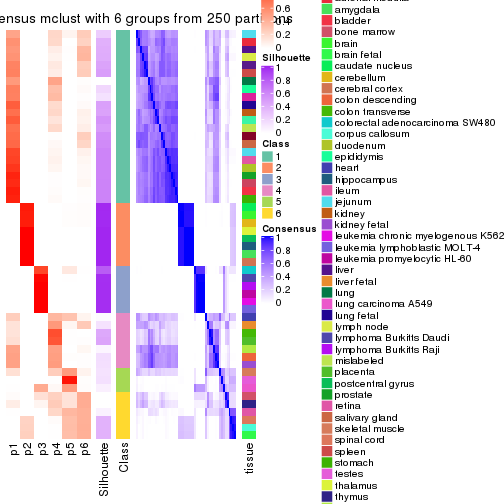 ensus mclust with 6 groups from 250 part
0.6
Silhouette
1
0.8
0.6
0.4
0.2
0
Class
1
2
3
4
5
6
Consensus
1
0.8
0.6
0.4
0.2
0
amygdala
bladder
bone marrow
brain
brain fetal
caudate nucleus
cerebellum
cerebral cortex
colon descending
colon transverse
colorectal adenocarcinoma SW480
corpus callosum
duodenum
epididymis
heart
hippocampus
ileum
jejunum
kidney
kidney fetal
leukemia chronic myelogenous K562
leukemia lymphoblastic MOLT-4
leukemia promyelocytic HL-60
liver
liver fetal
lung
lung carcinoma A549
lung fetal
lymph node
lymphoma Burkitts Daudi
lymphoma Burkitts Raji
mislabeled
placenta
postcentral gyrus
prostate
retina
salivary gland
skeletal muscle
spinal cord
spleen
stomach
testes
thalamus
thymus
p1
p2
p3
p4
p5
p6
Silhouette
Class
tissue